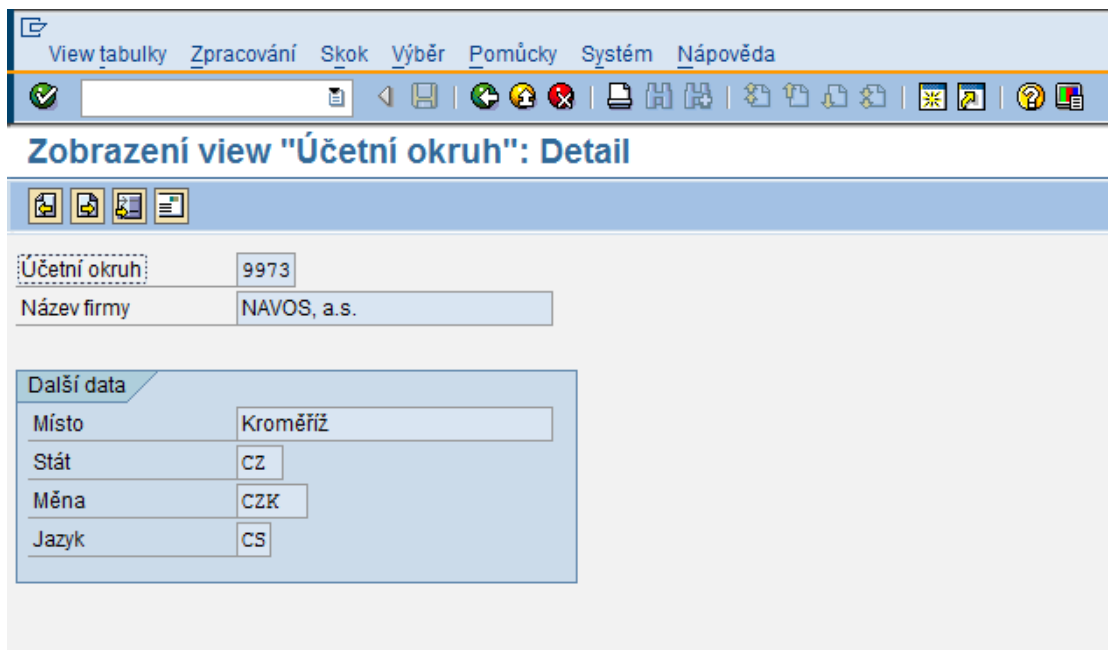 View tabulky Zpracování Skok Výběr Pomůcky Systém Nápověda
Zobrazení view "Účetní okruh": Detail
Účetní okruh 9973
Název firmy NAVOS, a.s.
Další data
Místo Kroměříž
Stát CZ
Měna CZK
Jazyk CS